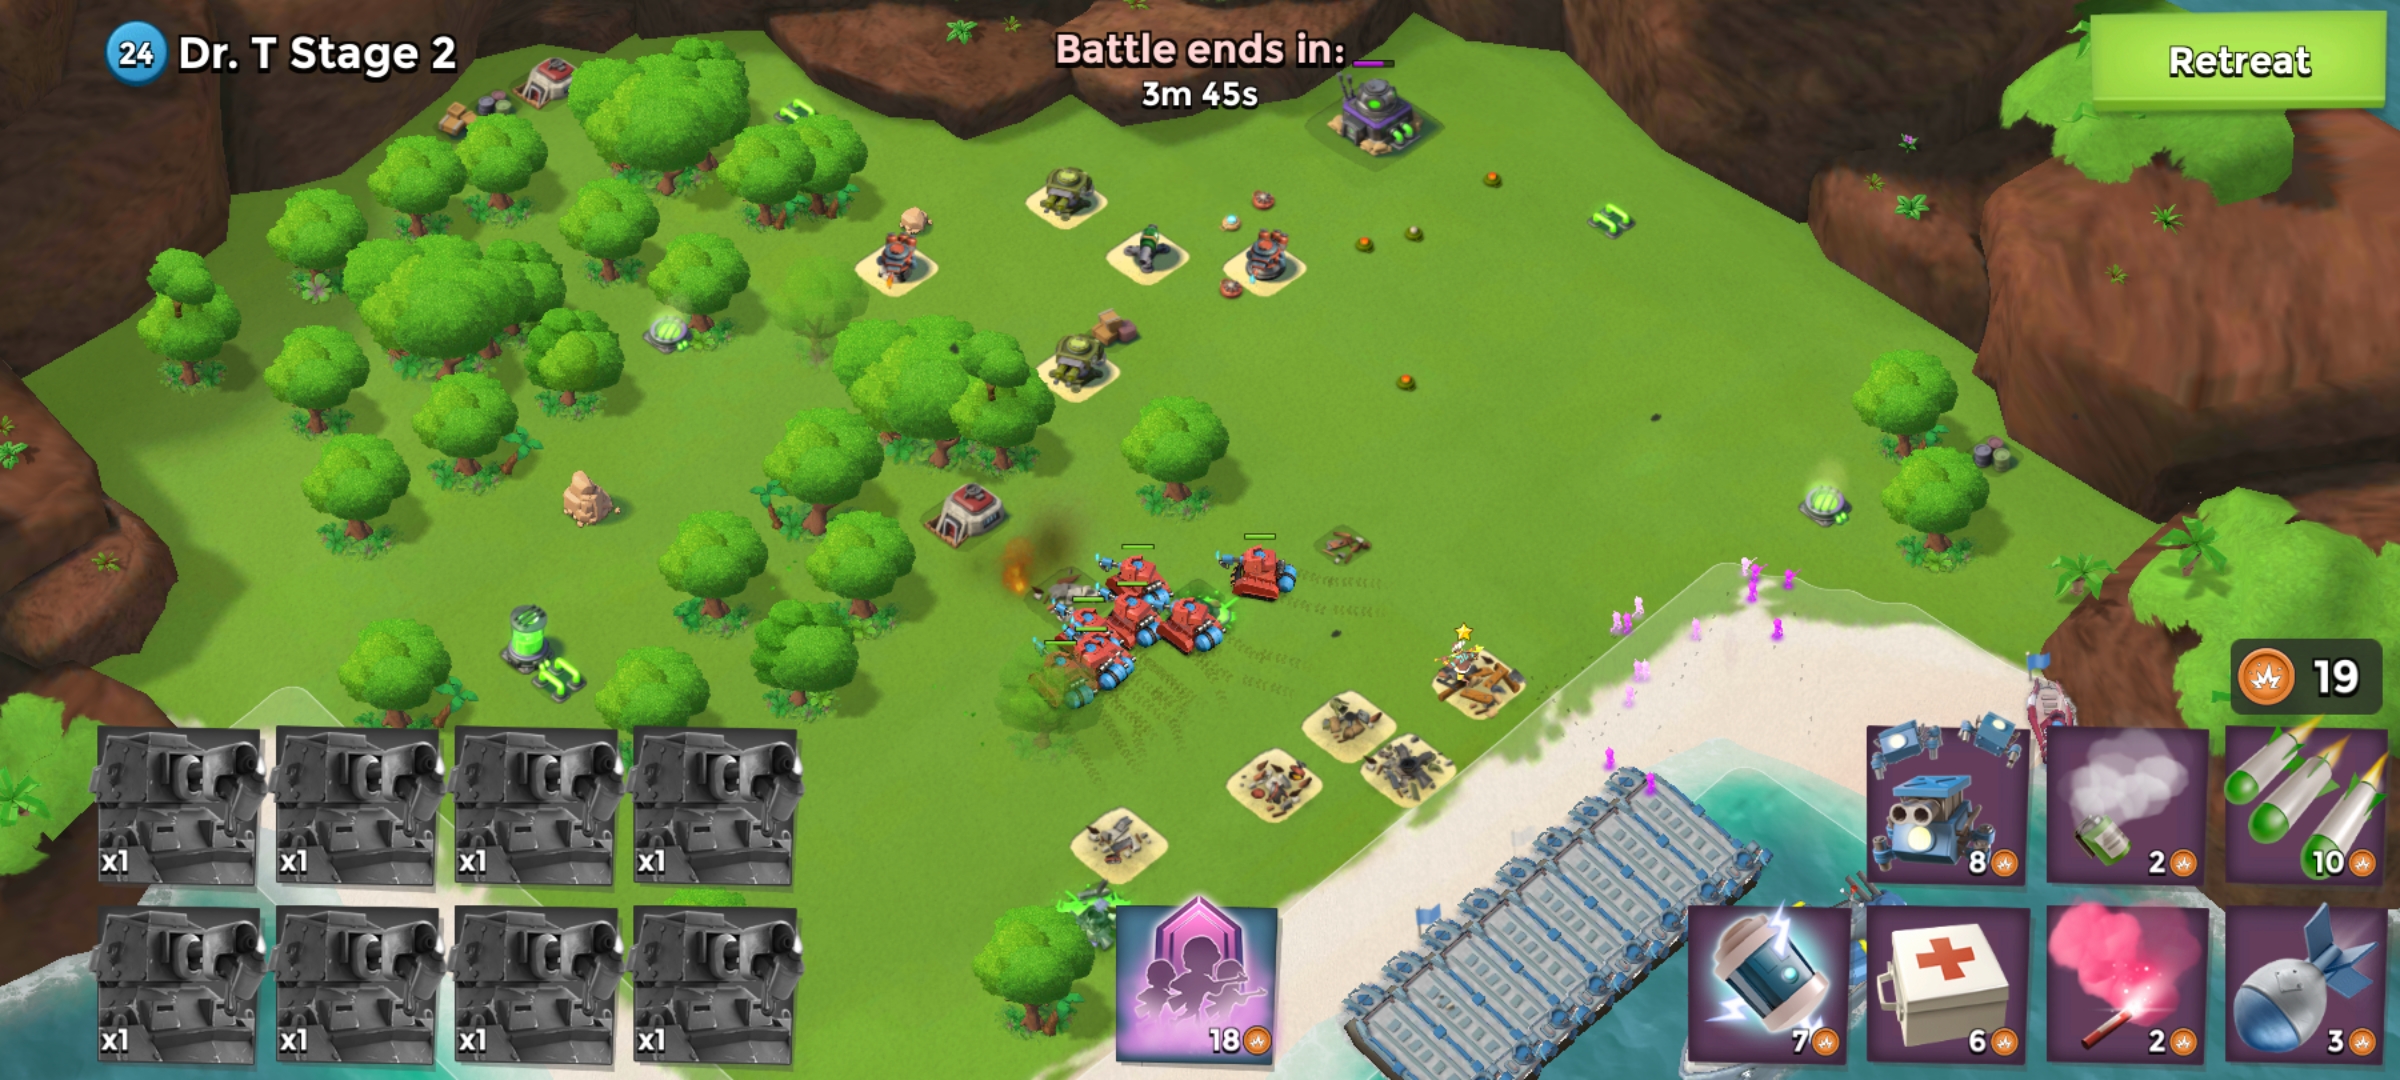 24 Dr. T Stage 2
Battle ends in:
3m 45s
Retreat
19
x1 x1 x1 x1
8 2 10
x1 x1 x1 x1
18 7 6 2 3